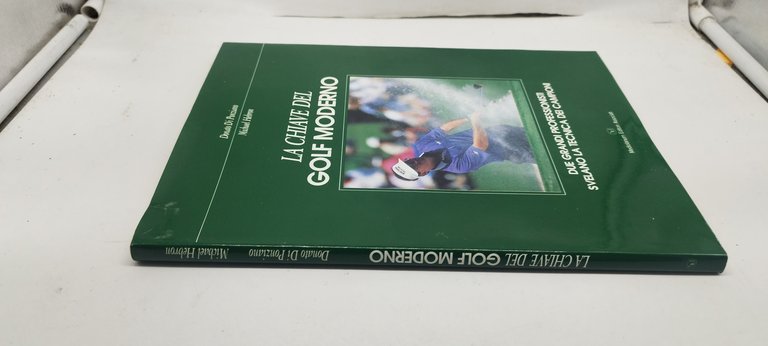 Donato Di Ponziano
Michael Hebron
LA CHIAVE DEL
GOLF MODERNO
DUE GRANDI PROFESSIONISTI
SVELANO LA TECNICA DEI CAMPIONI
LA CHIAVE DEL GOLF MODERNO
Donato Di Ponziano
Michael Hebron